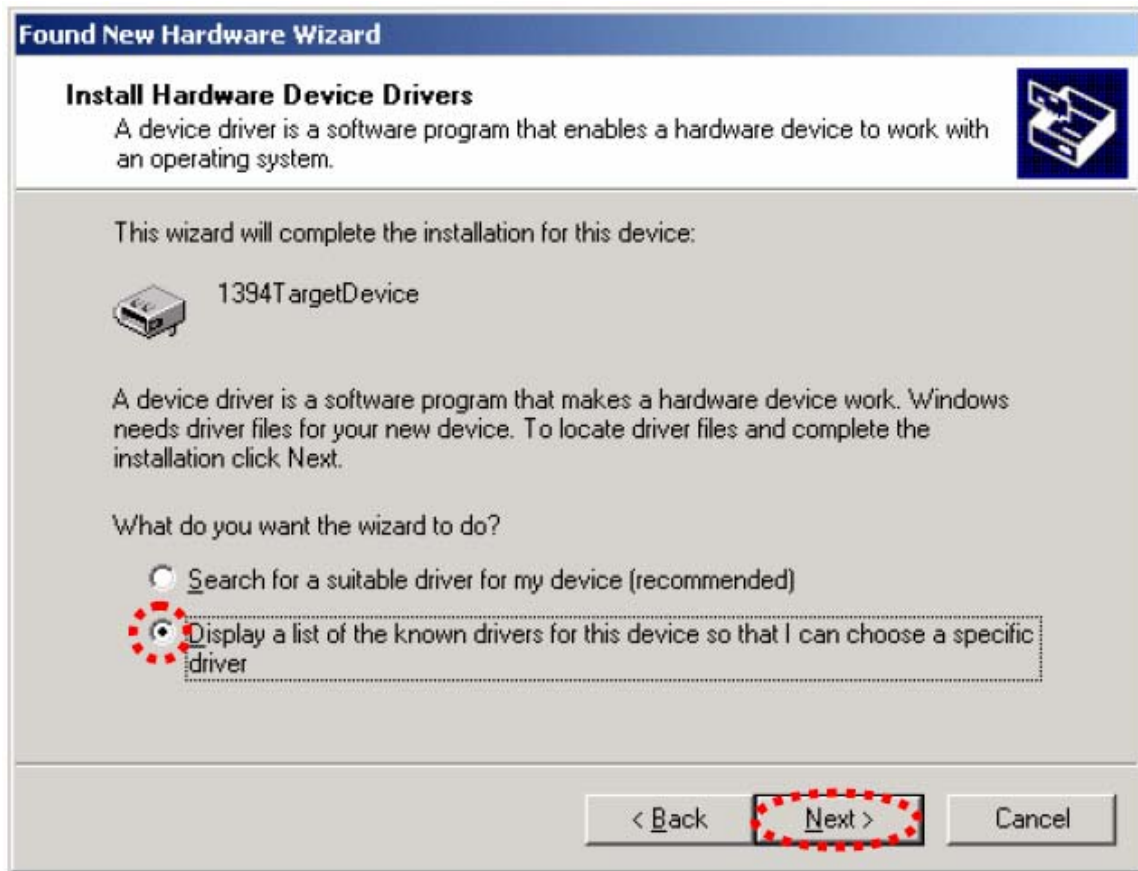 Found New Hardware Wizard
Install Hardware Device Drivers
A device driver is a software program that enables a hardware device to work with
an operating system.
This wizard will complete the installation for this device:
1394TargetDevice
A device driver is a software program that makes a hardware device work. Windows
needs driver files for your new device. To locate driver files and complete the
installation click Next.
What do you want the wizard to do?
Search for a suitable driver for my device (recommended)
Display a list of the known drivers for this device so that I can choose a specific
driver
< Back Next > Cancel